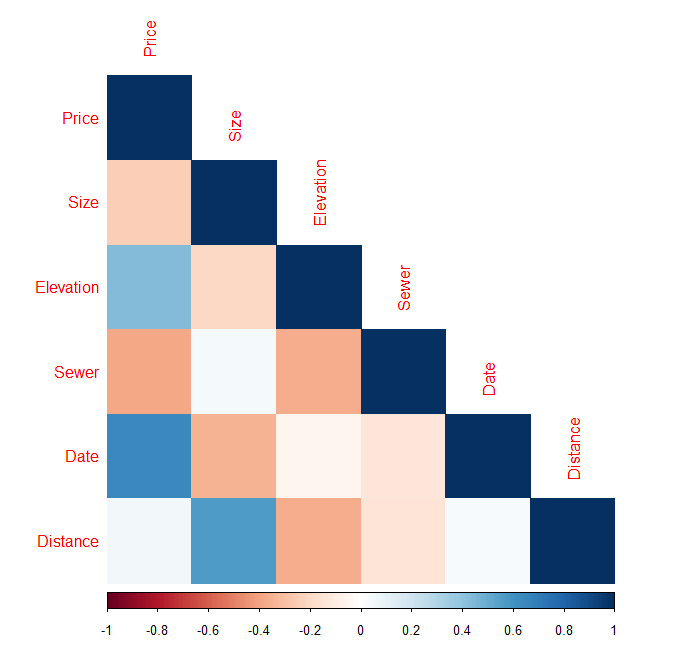 Price
Price
Size
Size
Elevation
Elevation
Sewer
Sewer
Date
Date
Distance
Distance
-1 -0.8 -0.6 -0.4 -0.2 0 0.2 0.4 0.6 0.8 1